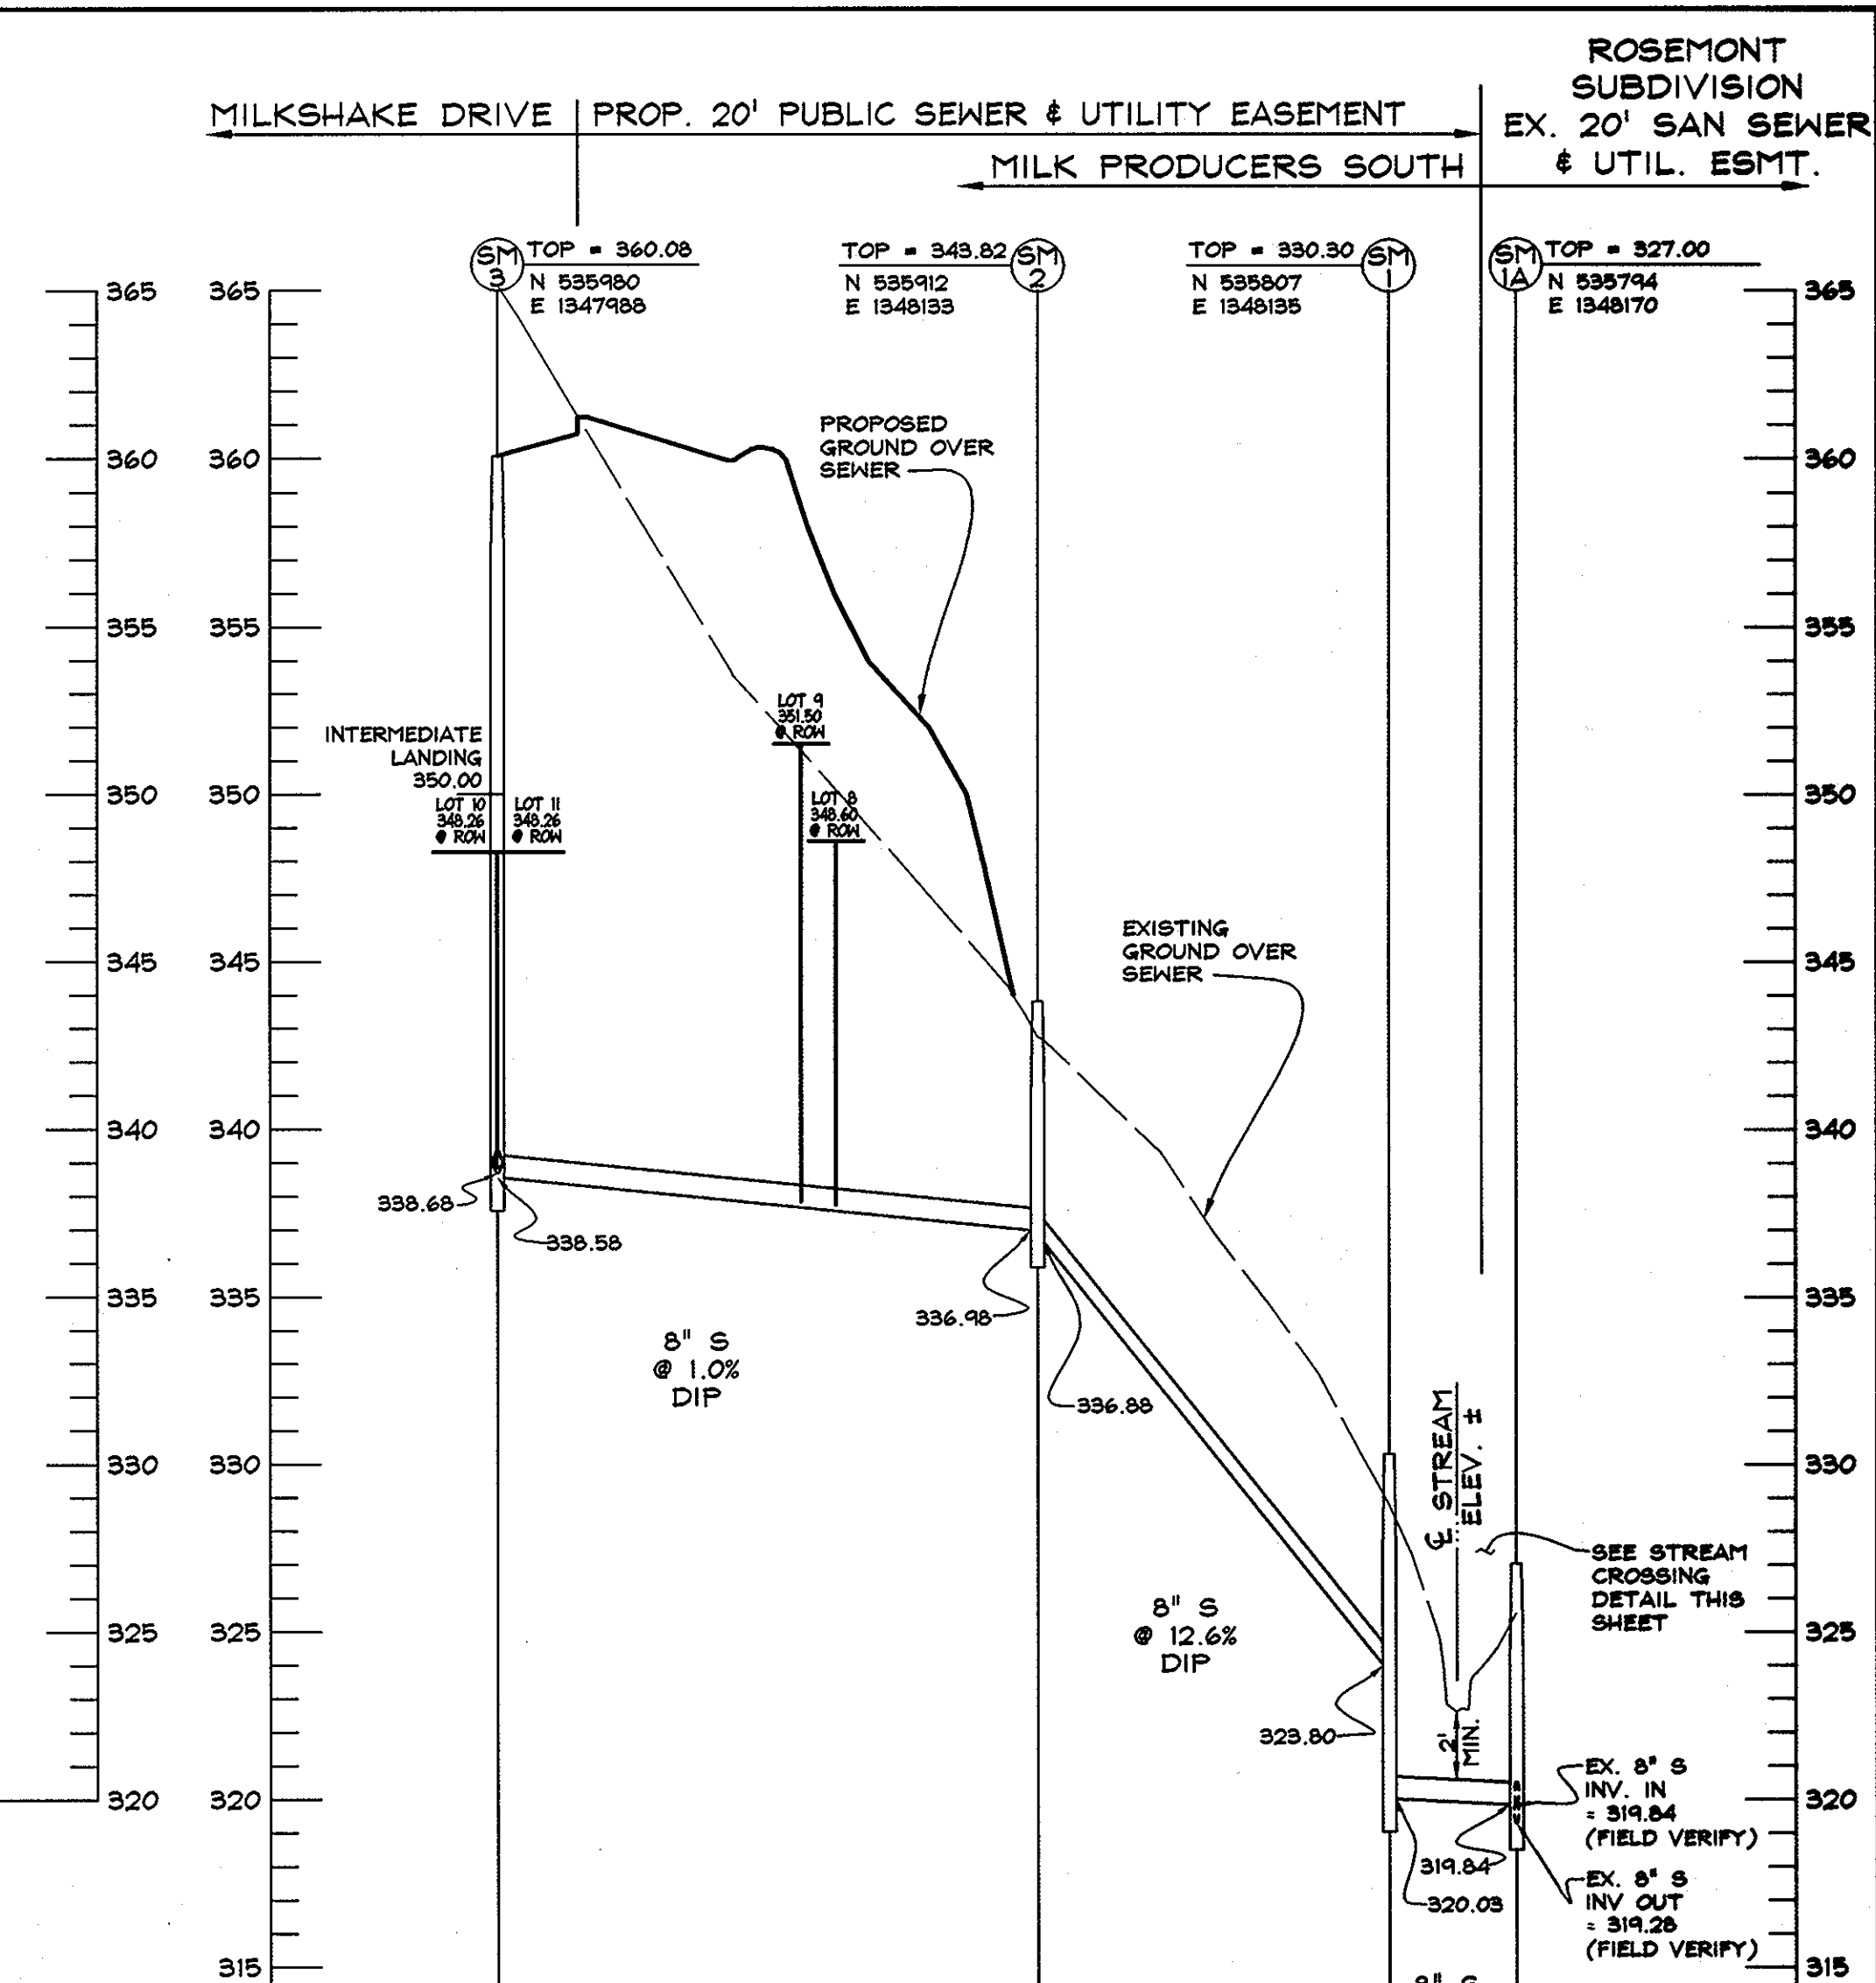 ROSEMONT
SUBDIVISION
EX. 20' SAN SEWER
& UTIL. ESMT.
MILKSHAKE DRIVE
PROP. 20' PUBLIC SEWER & UTILITY EASEMENT
MILK PRODUCERS SOUTH
SM
3
TOP = 360.08
N 535980
E 1347988
TOP = 343.82
N 535912
E 1348133
SM
2
TOP = 330.30
N 535807
E 1348135
SM
1
SM
1A
TOP = 327.00
N 535794
E 1348170
365
360
355
350
345
340
335
330
325
320
365
360
355
350
345
340
335
330
325
320
315
PROPOSED
GROUND OVER
SEWER
INTERMEDIATE
LANDING
350.00
LOT 10
348.26
@ ROW
LOT 11
348.26
@ ROW
LOT 9
351.50
@ ROW
LOT 8
348.60
@ ROW
EXISTING
GROUND OVER
SEWER
338.68
338.58
336.98
336.88
8" S
@ 1.0%
DIP
8" S
@ 12.6%
DIP
℄ STREAM
ELEV. ±
SEE STREAM
CROSSING
DETAIL THIS
SHEET
323.80
2'
MIN.
EX. 8" S
INV. IN
= 319.84
(FIELD VERIFY)
319.84
320.03
EX. 8" S
INV OUT
= 319.28
(FIELD VERIFY)
365
360
355
350
345
340
335
330
325
320
315